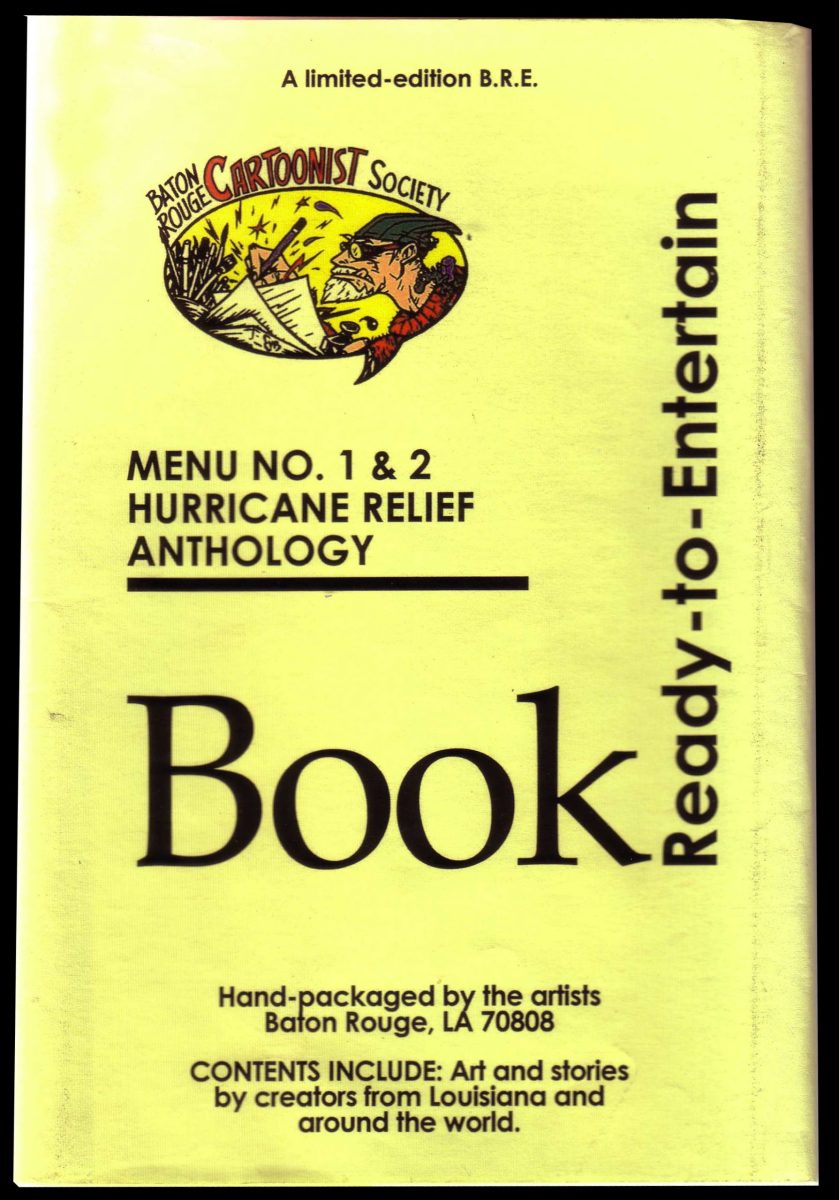 A limited-edition B.R.E.
BATON
ROUGE CARTOONIST SOCIETY
MENU NO. 1 & 2
HURRICANE RELIEF
ANTHOLOGY
Book
Ready-to-Entertain
Hand-packaged by the artists
Baton Rouge, LA 70808
CONTENTS INCLUDE: Art and stories
by creators from Louisiana and
around the world.